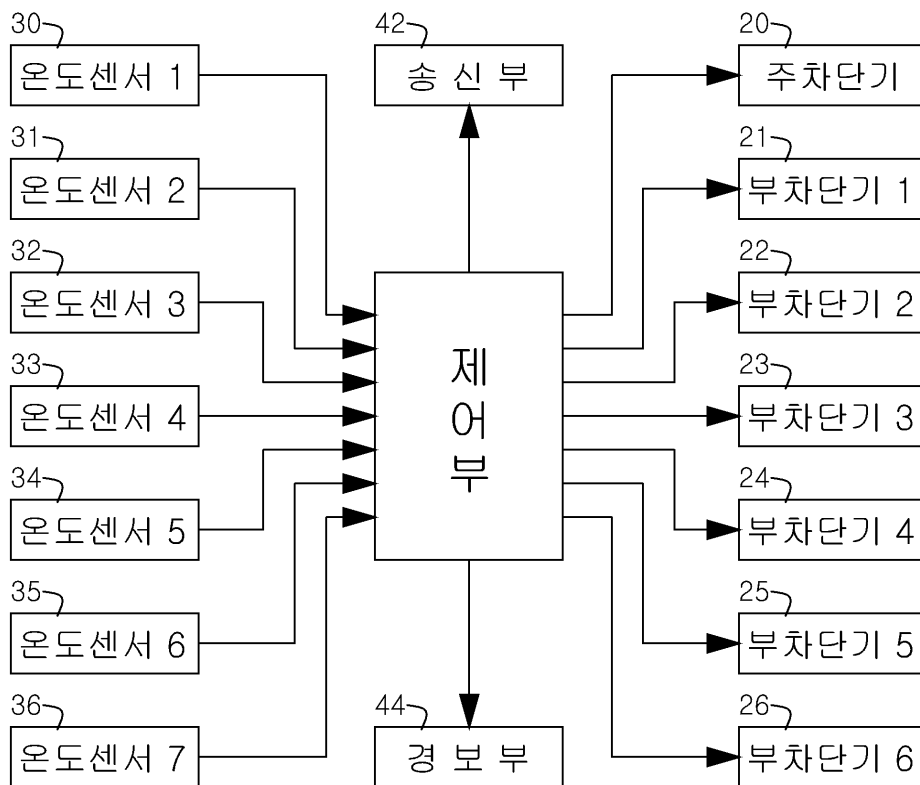 30
온도센서 1
31
온도센서 2
32
온도센서 3
33
온도센서 4
34
온도센서 5
35
온도센서 6
36
온도센서 7
42
송신부
제어부
44
경보부
20
주차단기
21
부차단기 1
22
부차단기 2
23
부차단기 3
24
부차단기 4
25
부차단기 5
26
부차단기 6